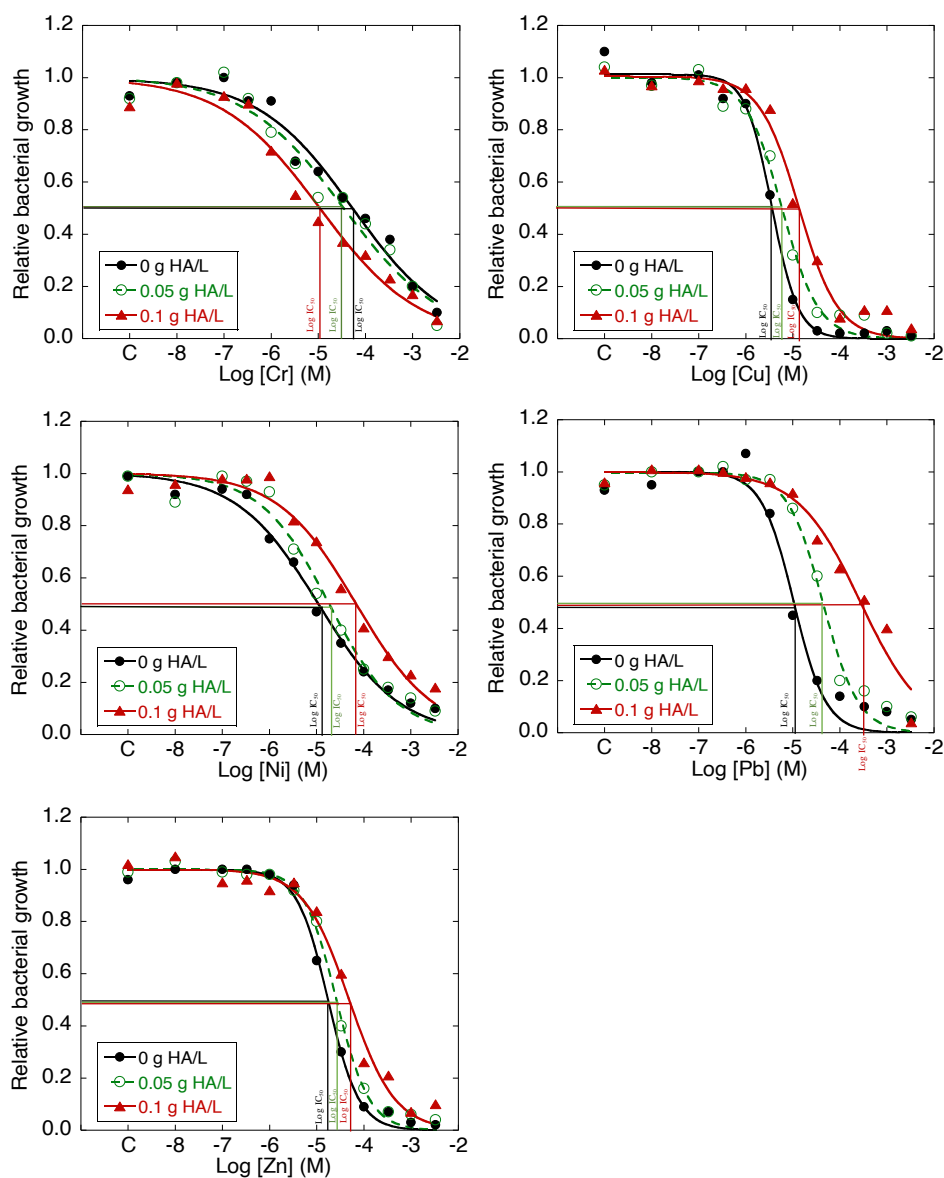 Relative bacterial growth
1.2
1.0
0.8
0.6
0.4
0.2
0.0
0 g HA/L
0.05 g HA/L
0.1 g HA/L
Log IC50
Log IC50
Log IC50
C -8 -7 -6 -5 -4 -3 -2
Log [Cr] (M)
Relative bacterial growth
1.2
1.0
0.8
0.6
0.4
0.2
0.0
0 g HA/L
0.05 g HA/L
0.1 g HA/L
Log IC50
Log IC50
Log IC50
C -8 -7 -6 -5 -4 -3 -2
Log [Cu] (M)
Relative bacterial growth
1.2
1.0
0.8
0.6
0.4
0.2
0.0
0 g HA/L
0.05 g HA/L
0.1 g HA/L
Log IC50
Log IC50
Log IC50
C -8 -7 -6 -5 -4 -3 -2
Log [Ni] (M)
Relative bacterial growth
1.2
1.0
0.8
0.6
0.4
0.2
0.0
0 g HA/L
0.05 g HA/L
0.1 g HA/L
Log IC50
Log IC50
Log IC50
C -8 -7 -6 -5 -4 -3 -2
Log [Pb] (M)
Relative bacterial growth
1.2
1.0
0.8
0.6
0.4
0.2
0.0
0 g HA/L
0.05 g HA/L
0.1 g HA/L
Log IC50
Log IC50
Log IC50
C -8 -7 -6 -5 -4 -3 -2
Log [Zn] (M)